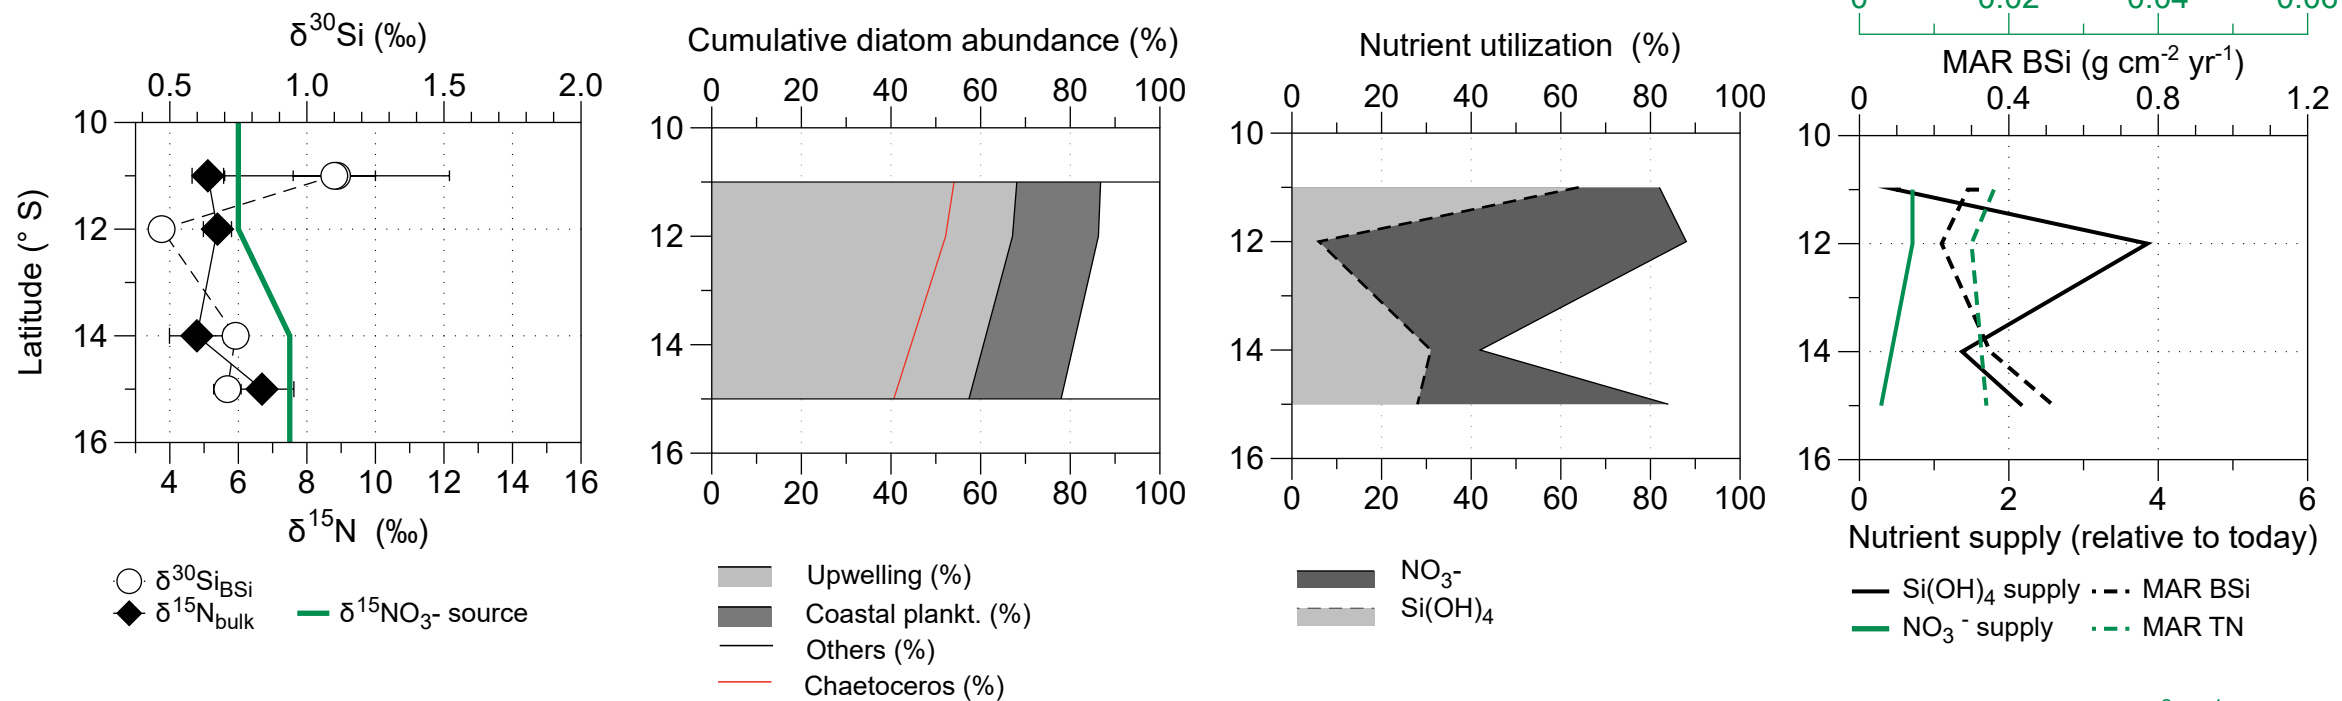 δ30Si (‰)
0.5 1.0 1.5 2.0
10
12
14
16
Latitude (° S)
4 6 8 10 12 14 16
δ15N (‰)
δ30SiBSi
δ15Nbulk
δ15NO3- source
Cumulative diatom abundance (%)
0 20 40 60 80 100
10
12
14
16
0 20 40 60 80 100
Upwelling (%)
Coastal plankt. (%)
Others (%)
Chaetoceros (%)
Nutrient utilization (%)
0 20 40 60 80 100
10
12
14
16
0 20 40 60 80 100
NO3-
Si(OH)4
0 0.02 0.04 0.06
MAR BSi (g cm-2 yr-1)
0 0.4 0.8 1.2
10
12
14
16
0 2 4 6
Nutrient supply (relative to today)
Si(OH)4 supply
MAR BSi
NO3 - supply
MAR TN